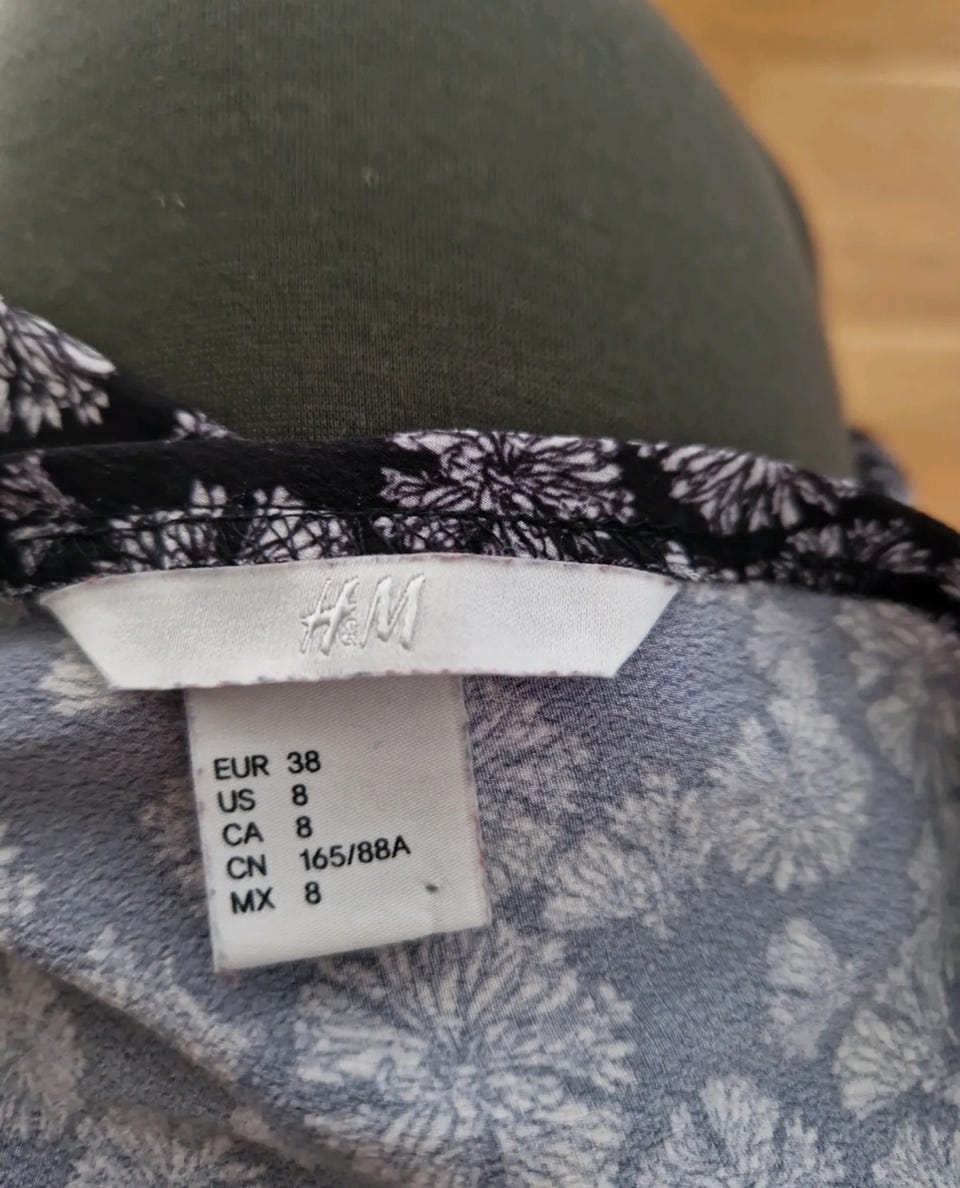 H&M
EUR 38
US 8
CA 8
CN 165/88A
MX 8